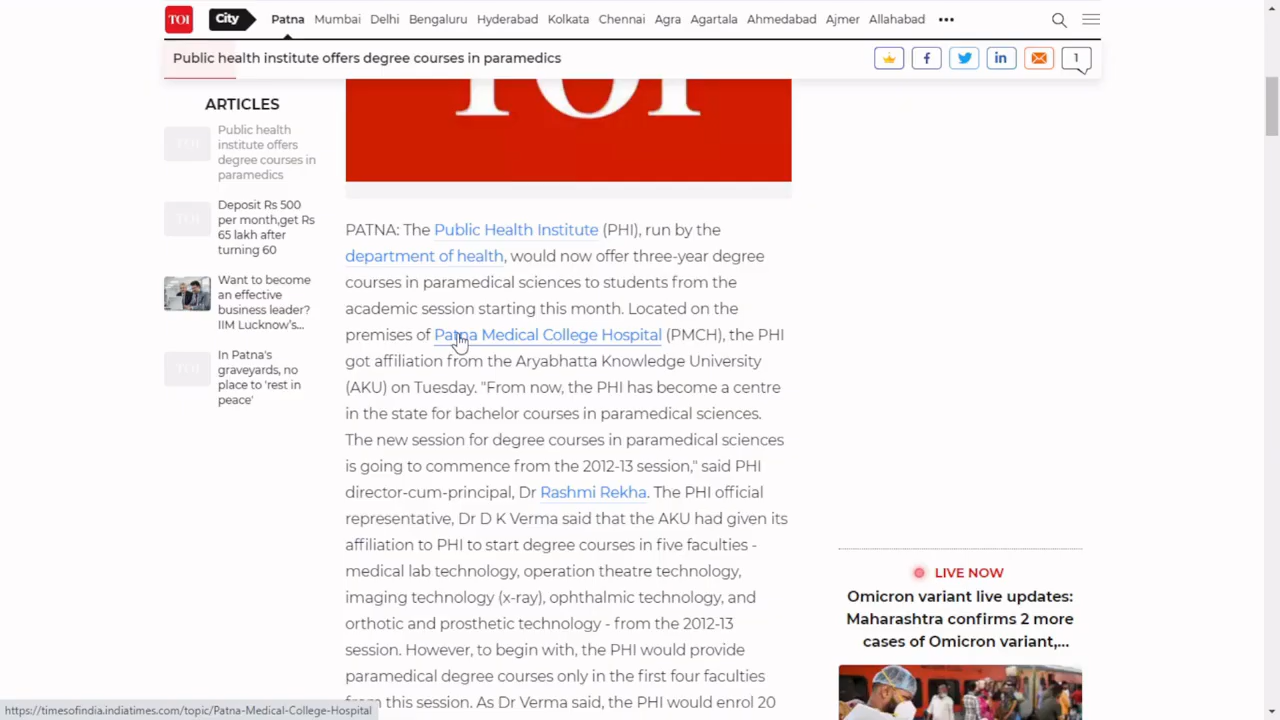 TOI
City
Patna Mumbai Delhi Bengaluru Hyderabad Kolkata Chennai Agra Agartala Ahmedabad Ajmer Allahabad
Public health institute offers degree courses in paramedics
1
ARTICLES
Public health
institute offers
degree courses in
paramedics
Deposit Rs 500
per month,get Rs
65 lakh after
turning 60
Want to become
an effective
business leader?
IIM Lucknow's...
In Patna's
graveyards, no
place to 'rest in
peace'
TOI
PATNA: The Public Health Institute (PHI), run by the
department of health, would now offer three-year degree
courses in paramedical sciences to students from the
academic session starting this month. Located on the
premises of Patna Medical College Hospital (PMCH), the PHI
got affiliation from the Aryabhatta Knowledge University
(AKU) on Tuesday. "From now, the PHI has become a centre
in the state for bachelor courses in paramedical sciences.
The new session for degree courses in paramedical sciences
is going to commence from the 2012-13 session," said PHI
director-cum-principal, Dr Rashmi Rekha. The PHI official
representative, Dr D K Verma said that the AKU had given its
affiliation to PHI to start degree courses in five faculties -
medical lab technology, operation theatre technology,
imaging technology (x-ray), ophthalmic technology, and
orthotic and prosthetic technology - from the 2012-13
session. However, to begin with, the PHI would provide
paramedical degree courses only in the first four faculties
from this session. As Dr Verma said, the PHI would enrol 20
LIVE NOW
Omicron variant live updates:
Maharashtra confirms 2 more
cases of Omicron variant,...
https://timesofindia.indiatimes.com/topic/Patna-Medical-College-Hospital